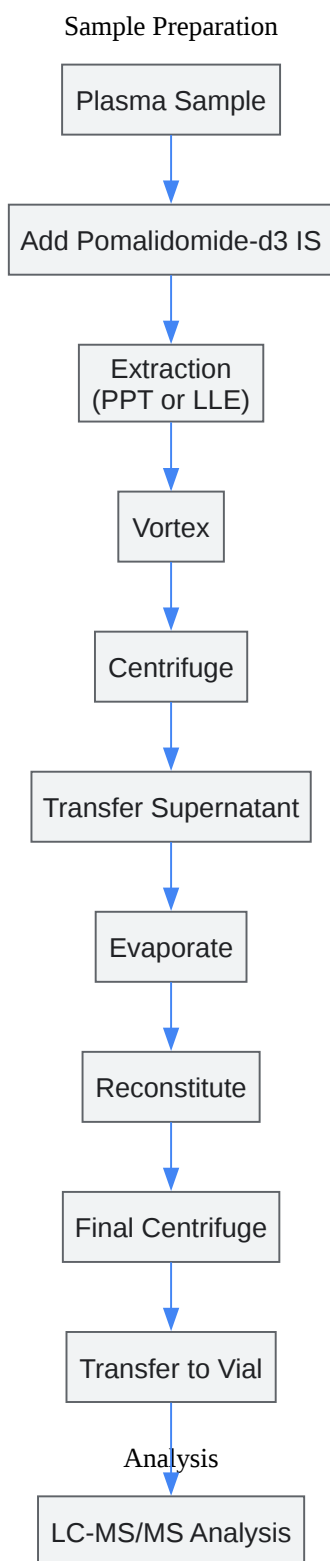 Sample Preparation
Plasma Sample
Add Pomalidomide-d3 IS
Extraction
(PPT or LLE)
Vortex
Centrifuge
Transfer Supernatant
Evaporate
Reconstitute
Final Centrifuge
Transfer to Vial
Analysis
LC-MS/MS Analysis